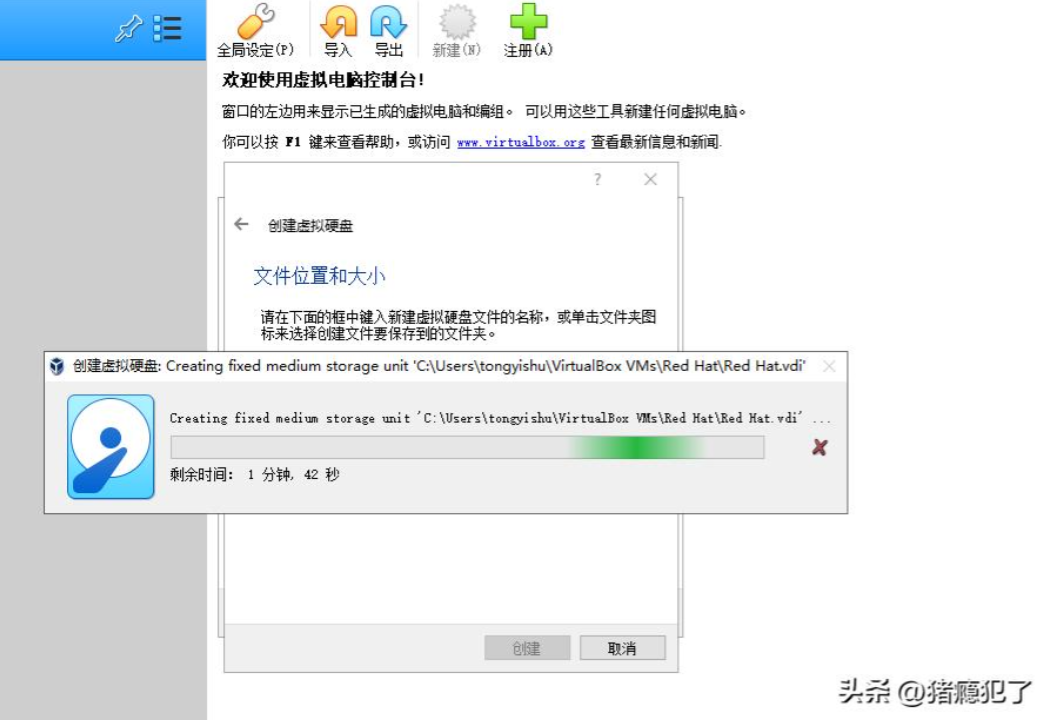 全局设定(P) 导入 导出 新建(N) 注册(A)
欢迎使用虚拟电脑控制台!
窗口的左边用来显示已生成的虚拟电脑和编组。 可以用这些工具新建任何虚拟电脑。
你可以按 F1 键来查看帮助，或访问 www.virtualbox.org 查看最新信息和新闻.
?
创建虚拟硬盘
文件位置和大小
请在下面的框中键入新建虚拟硬盘文件的名称，或单击文件夹图
标来选择创建文件要保存到的文件夹。
创建虚拟硬盘: Creating fixed medium storage unit 'C:\Users\tongyishu\VirtualBox VMs\Red Hat\Red Hat.vdi'
Creating fixed medium storage unit 'C:\Users\tongyishu\VirtualBox VMs\Red Hat\Red Hat.vdi' ...
剩余时间: 1 分钟, 42 秒
创建 取消
头条 @猪瘾犯了